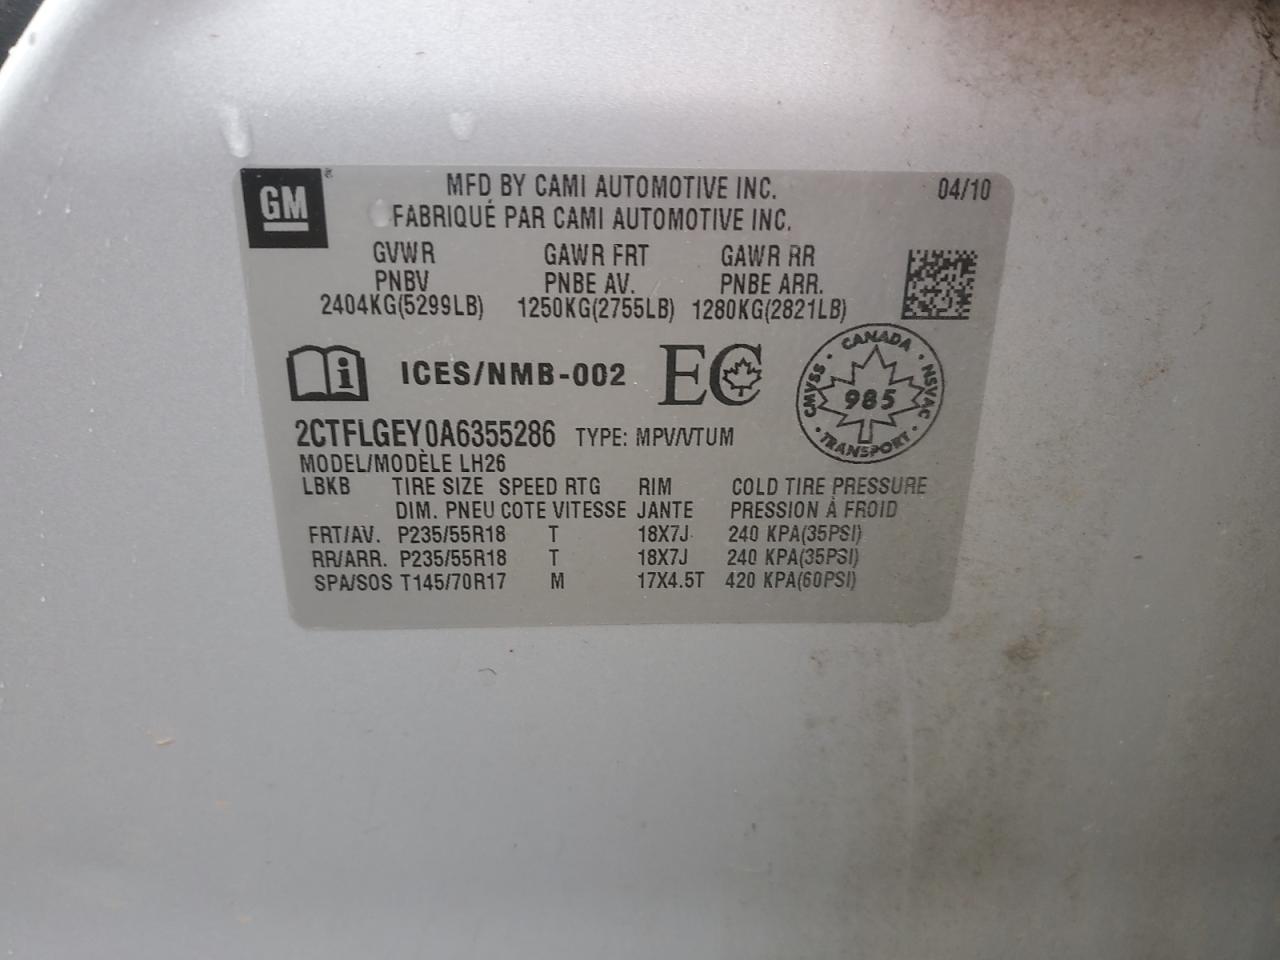 GM
MFD BY CAMI AUTOMOTIVE INC. 04/10
FABRIQUÉ PAR CAMI AUTOMOTIVE INC.
GVWR GAWR FRT GAWR RR
PNBV PNBE AV. PNBE ARR.
2404KG(5299LB) 1250KG(2755LB) 1280KG(2821LB)
ICES/NMB-002 EC
CANADA
CMVSS 985 NSVAC
TRANSPORT
2CTFLGEY0A6355286 TYPE: MPV/VTUM
MODEL/MODÈLE LH26
LBKB TIRE SIZE SPEED RTG RIM COLD TIRE PRESSURE
DIM. PNEU COTE VITESSE JANTE PRESSION À FROID
FRT/AV. P235/55R18 T 18X7J 240 KPA(35PSI)
RR/ARR. P235/55R18 T 18X7J 240 KPA(35PSI)
SPA/SOS T145/70R17 M 17X4.5T 420 KPA(60PSI)